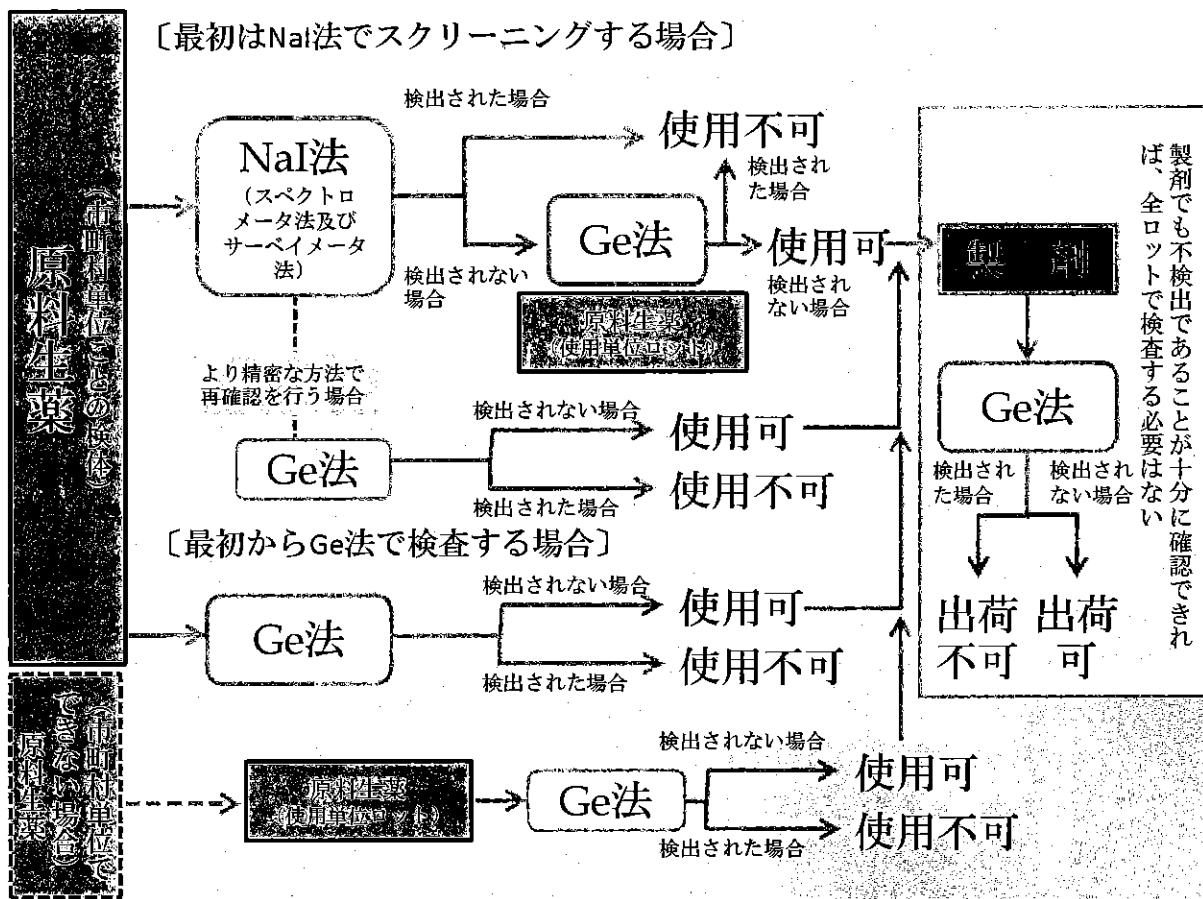 〔最初はNaI法でスクリーニングする場合〕
原料生薬
(市町村単位ごとの検体)
NaI法
(スペクトロ
メータ法及び
サーベイメータ
法)
検出された場合
使用不可
検出され
た場合
検出されない
場合
Ge法
使用可
検出され
ない場合
原料生薬
(使用単位ロット)
より精密な方法で
再確認を行う場合
Ge法
検出されない場合
使用可
検出された場合
使用不可
〔最初からGe法で検査する場合〕
Ge法
検出されない場合
使用可
検出された場合
使用不可
原料生薬
(市町村単位で
できない場合)
原料生薬
(使用単位ロット)
Ge法
検出されない場合
使用可
検出された場合
使用不可
製剤でも不検出であることが十分に確認できれ
ば、全ロットで検査する必要はない
製 剤
Ge法
検出され
た場合
検出され
ない場合
出荷
不可
出荷
可